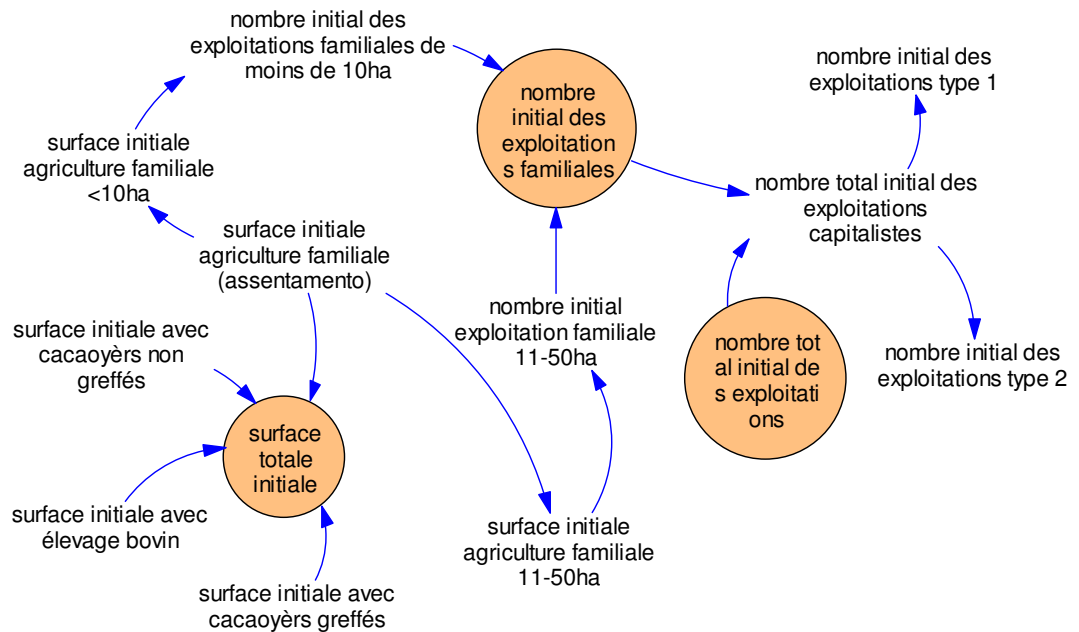 nombre initial des
exploitations familiales de
moins de 10ha
nombre
initial des
exploitation
s familiales
nombre initial des
exploitations type 1
surface initiale
agriculture familiale
<10ha
nombre total initial des
exploitations
capitalistes
surface initiale
agriculture familiale
(assentamento)
nombre initial
exploitation familiale
11-50ha
surface initiale avec
cacaoyèrs non
greffés
nombre tot
al initial de
s exploitati
ons
nombre initial des
exploitations type 2
surface
totale
initiale
surface initiale avec
élevage bovin
surface initiale
agriculture familiale
11-50ha
surface initiale avec
cacaoyèrs greffés